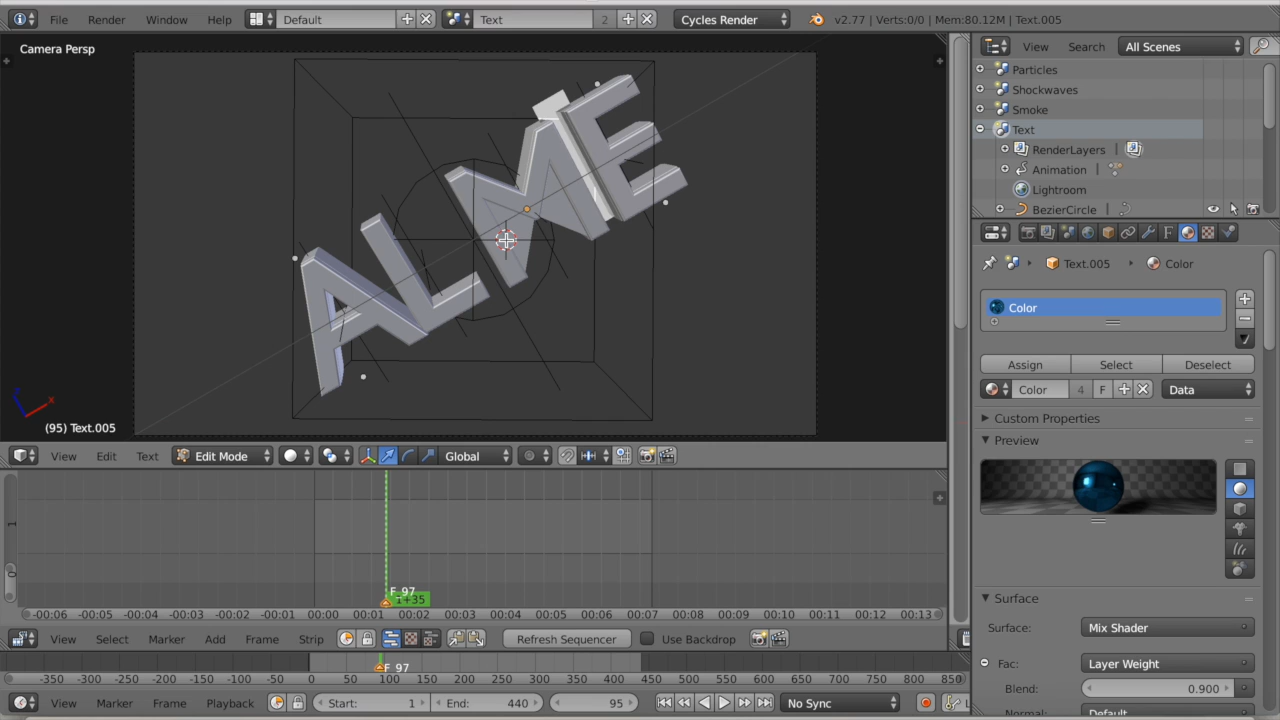 File Render Window Help Default Text 2 Cycles Render v2.77 | Verts:0/0 | Mem:80.12M | Text.005
Camera Persp
View Search All Scenes
Particles
Shockwaves
Smoke
Text
RenderLayers |
Animation |
Lightroom
BezierCircle |
ALME
x
(95) Text.005
F
Text.005 Color
Color
Assign Select Deselect
Color 4 F Data
Custom Properties
Preview
View Edit Text Edit Mode Global
1
0
F_97
1+35
-00:06 -00:05 -00:04 -00:03 -00:02 -00:01 00:00 00:01 00:02 00:03 00:04 00:05 00:06 00:07 00:08 00:09 00:10 00:11 00:12 00:13
View Select Marker Add Frame Strip Refresh Sequencer Use Backdrop
F_97
-350 -300 -250 -200 -150 -100 -50 0 50 100 150 200 250 300 350 400 450 500 550 600 650 700 750 800 850
View Marker Frame Playback Start: 1 End: 440 95 No Sync
Surface
Surface: Mix Shader
Fac: Layer Weight
Blend: 0.900
Normal: Default